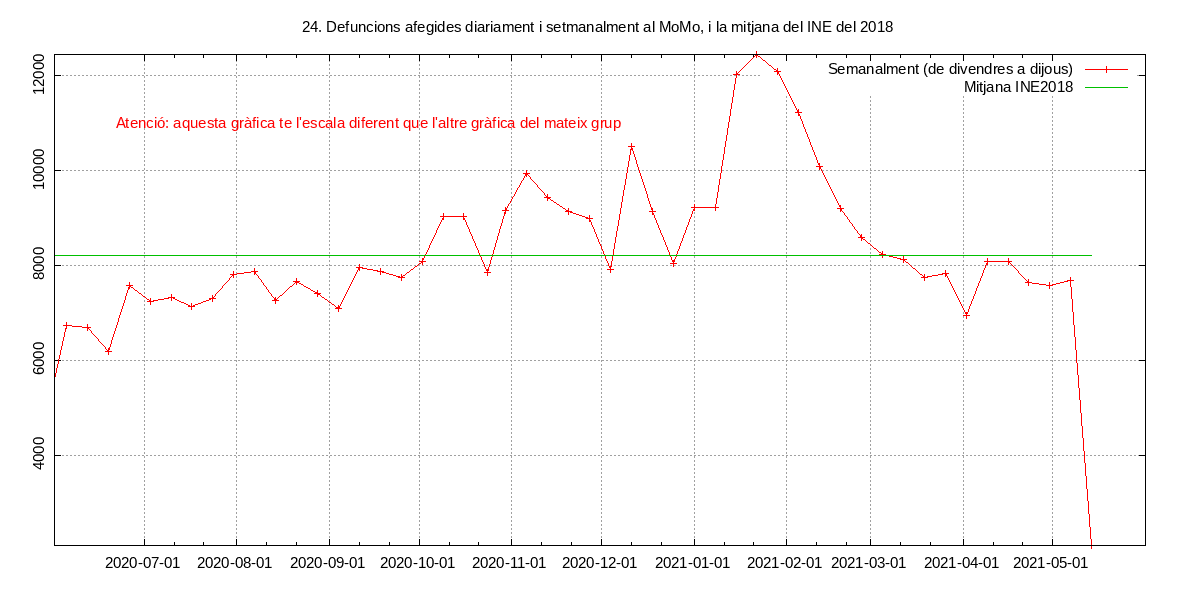 24. Defuncions afegides diariament i setmanalment al MoMo, i la mitjana del INE del 2018
Semanalment (de divendres a dijous)
Mitjana INE2018
Atenció: aquesta gràfica te l'escala diferent que l'altre gràfica del mateix grup
12000
10000
8000
6000
4000
2020-07-01 2020-08-01 2020-09-01 2020-10-01 2020-11-01 2020-12-01 2021-01-01 2021-02-01 2021-03-01 2021-04-01 2021-05-01